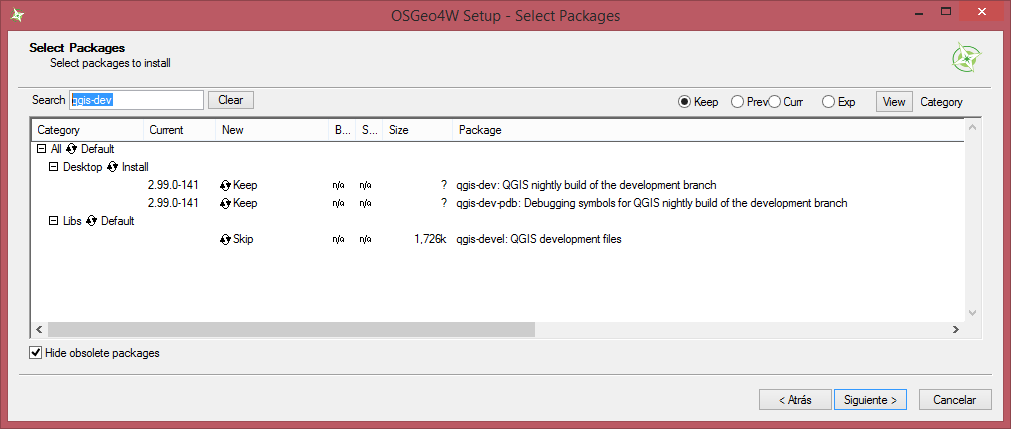 OSGeo4W Setup - Select Packages
Select Packages
Select packages to install
Search qgis-dev Clear Keep Prev Curr Exp View Category
Category Current New B... S... Size Package
All Default
Desktop Install
2.99.0-141 Keep n/a n/a ? qgis-dev: QGIS nightly build of the development branch
2.99.0-141 Keep n/a n/a ? qgis-dev-pdb: Debugging symbols for QGIS nightly build of the development branch
Libs Default
Skip n/a n/a 1,726k qgis-devel: QGIS development files
Hide obsolete packages
< Atrás Siguiente > Cancelar